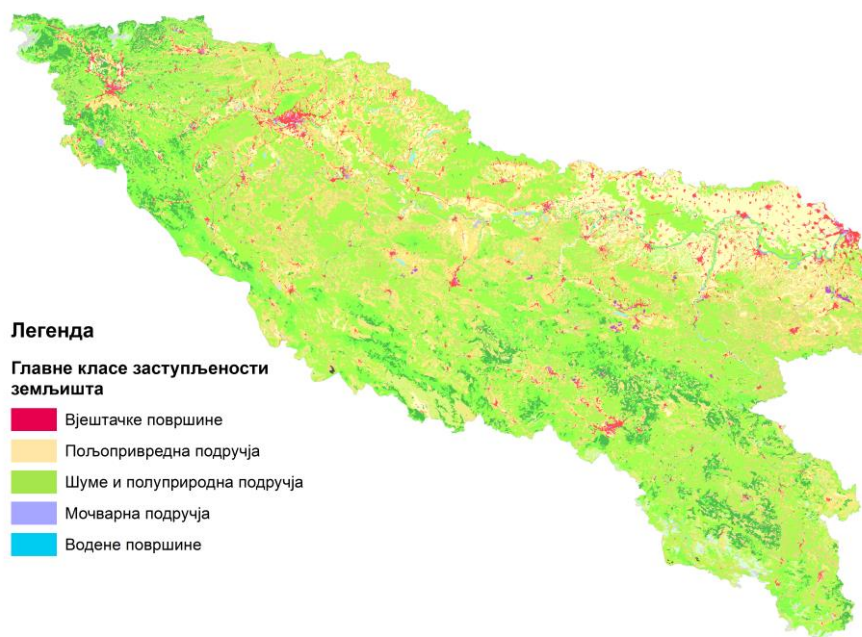 Легенда
Главне класе заступљености
земљишта
Вјештачке површине
Пољопривредна подручја
Шуме и полуприродна подручја
Мочварна подручја
Водене површине